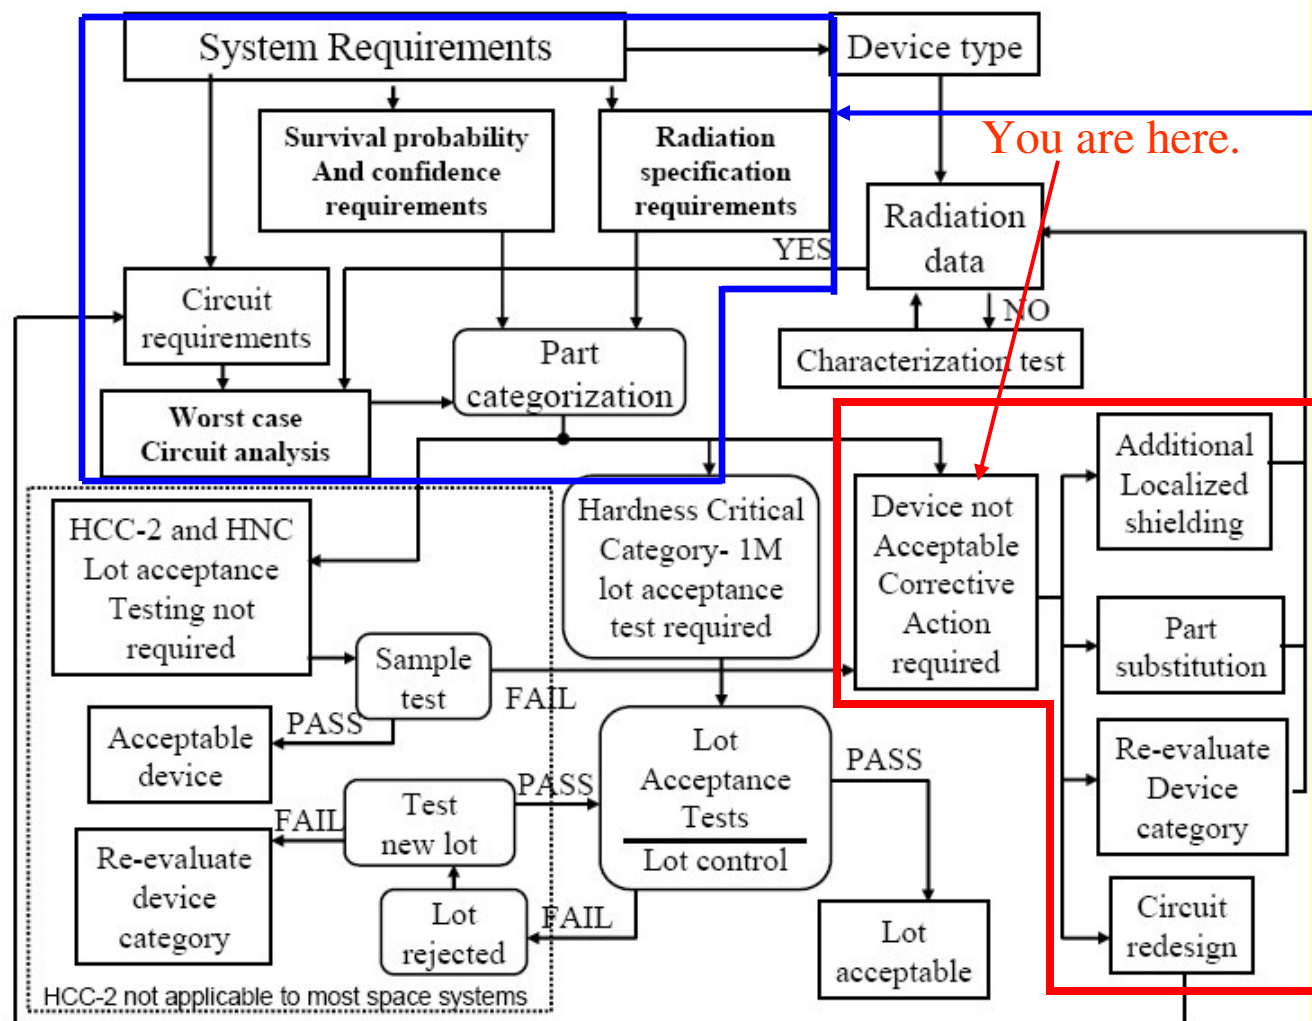 System Requirements
Device type
You are here.
Survival probability
And confidence
requirements
Radiation
specification
requirements
Radiation
data
YES
NO
Circuit
requirements
Part
categorization
Characterization test
Worst case
Circuit analysis
Additional
Localized
shielding
HCC-2 and HNC
Lot acceptance
Testing not
required
Hardness Critical
Category- 1M
lot acceptance
test required
Device not
Acceptable
Corrective
Action
required
Part
substitution
Sample
test
FAIL
PASS
Acceptable
device
Lot
Acceptance
Tests
Lot control
PASS
Re-evaluate
Device
category
Test
new lot
PASS
FAIL
Re-evaluate
device
category
Lot
rejected
FAIL
Lot
acceptable
Circuit
redesign
HCC-2 not applicable to most space systems